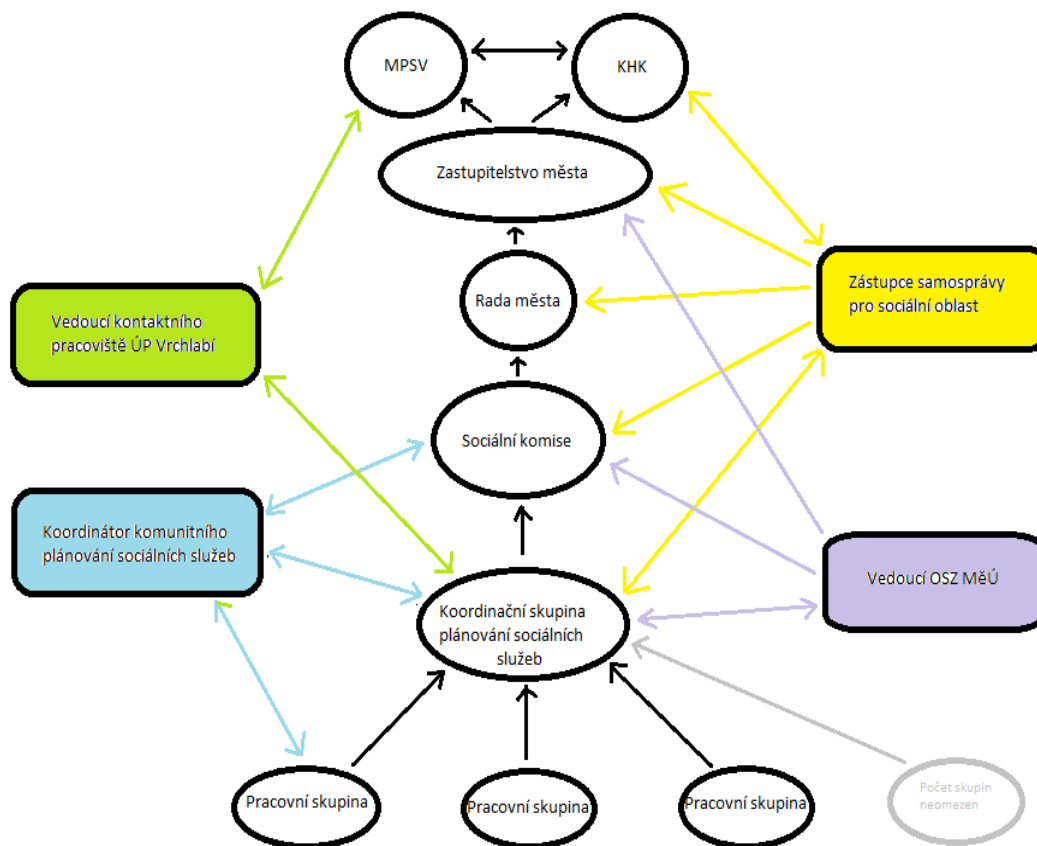 MPSV
KHK
Zastupitelstvo města
Rada města
Zástupce samosprávy
pro sociální oblast
Vedoucí kontaktního
pracoviště ÚP Vrchlabí
Sociální komise
Koordinátor komunitního
plánování sociálních služeb
Vedoucí OSZ MěÚ
Koordinační skupina
plánování sociálních
služeb
Pracovní skupina
Pracovní skupina
Pracovní skupina
Počet skupin
neomezen